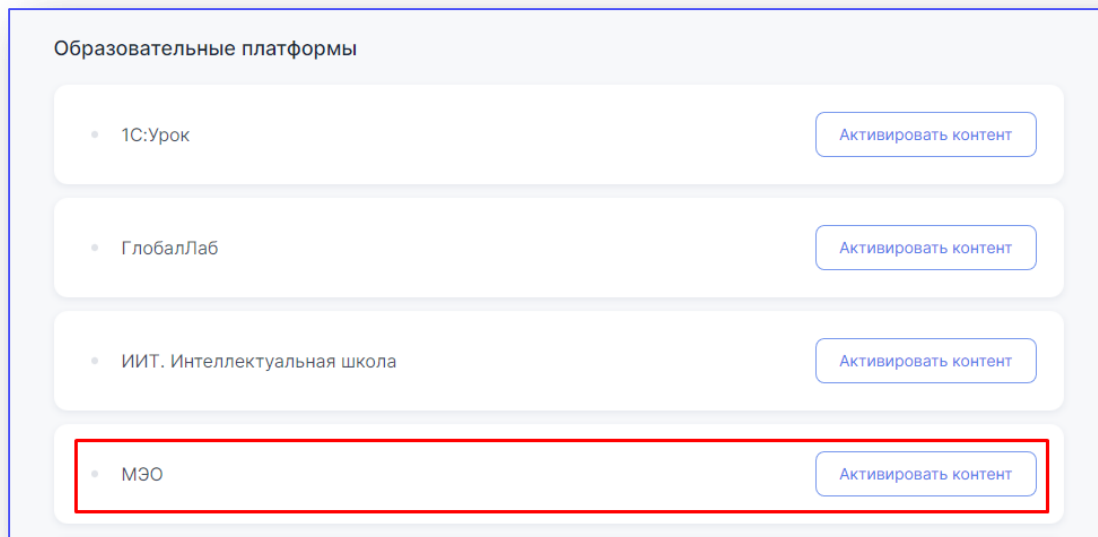 Образовательные платформы
1С:Урок
Активировать контент
ГлобалЛаб
Активировать контент
ИИТ. Интеллектуальная школа
Активировать контент
МЭО
Активировать контент